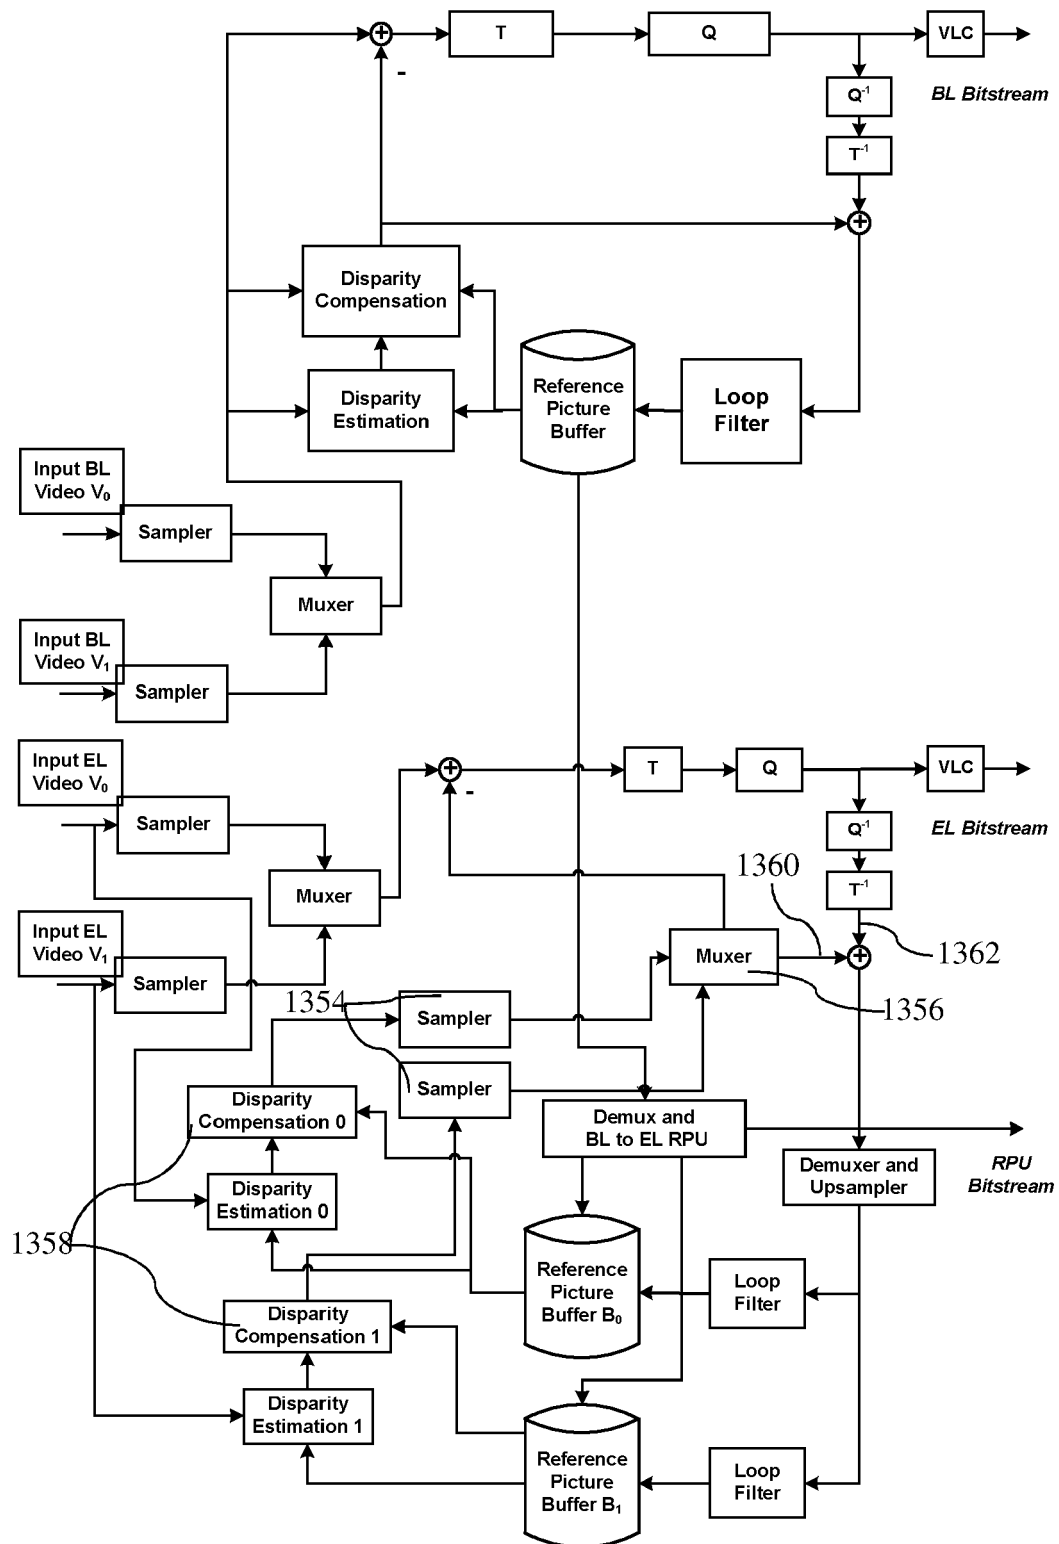 T
Q
VLC
BL Bitstream
Q-1
T-1
-
Disparity
Compensation
Disparity
Estimation
Reference
Picture
Buffer
Loop
Filter
Input BL
Video V0
Sampler
Muxer
Input BL
Video V1
Sampler
Input EL
Video V0
Sampler
Muxer
Input EL
Video V1
Sampler
-
T
Q
VLC
EL Bitstream
Q-1
T-1
1360
1362
Muxer
1356
1354
Sampler
Sampler
Disparity
Compensation 0
Disparity
Estimation 0
1358
Demux and
BL to EL RPU
RPU
Bitstream
Demuxer and
Upsampler
Reference
Picture
Buffer B0
Loop
Filter
Disparity
Compensation 1
Disparity
Estimation 1
Reference
Picture
Buffer B1
Loop
Filter